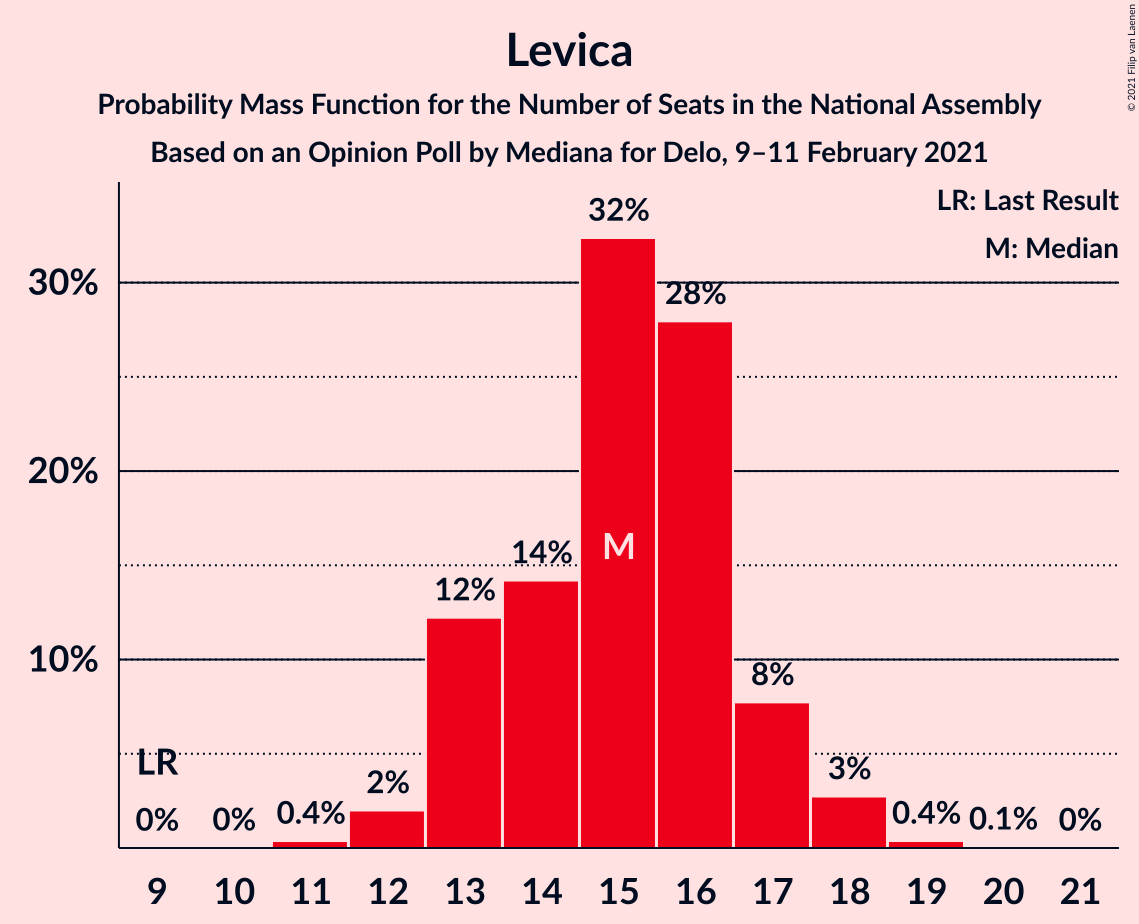 Levica
Probability Mass Function for the Number of Seats in the National Assembly
Based on an Opinion Poll by Mediana for Delo, 9–11 February 2021
© 2021 Filip van Laenen
LR: Last Result
M: Median
30%
20%
10%
LR
0%
0%
0.4%
2%
12%
14%
32%
M
28%
8%
3%
0.4%
0.1%
0%
9 10 11 12 13 14 15 16 17 18 19 20 21